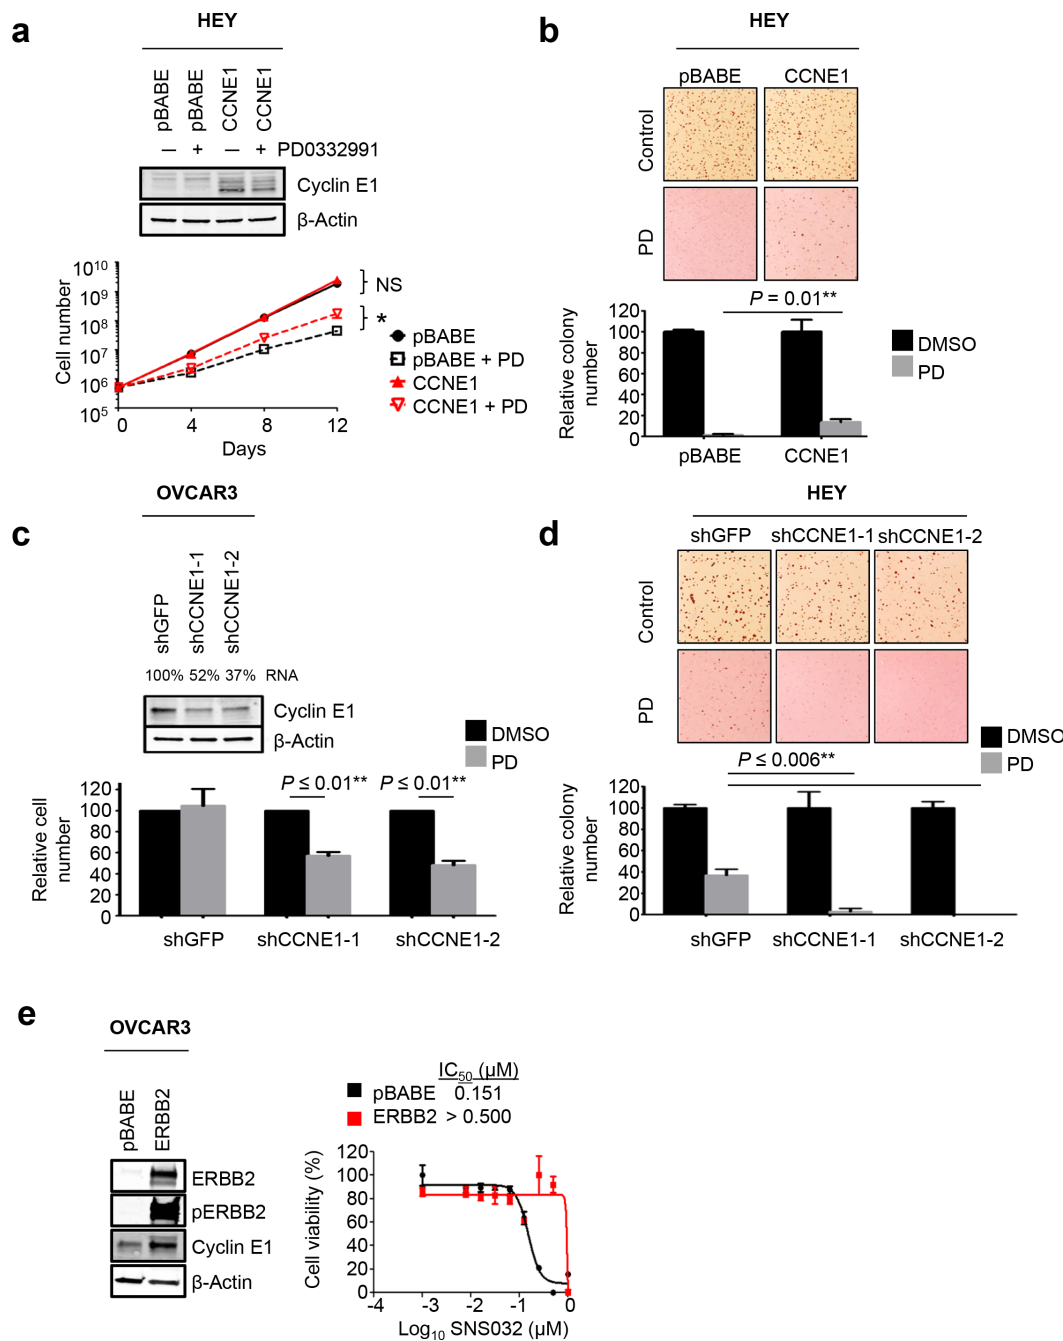 a
HEY
pBABE
pBABE
CCNE1
CCNE1
— + — + PD0332991
Cyclin E1
β-Actin
Cell number
10^10
10^9
10^8
10^7
10^6
10^5
0 4 8 12
Days
NS
*
pBABE
pBABE + PD
CCNE1
CCNE1 + PD
b
HEY
pBABE CCNE1
Control
PD
P = 0.01**
Relative colony number
120
100
80
60
40
20
0
pBABE CCNE1
DMSO
PD
c
OVCAR3
shGFP
shCCNE1-1
shCCNE1-2
100% 52% 37% RNA
Cyclin E1
β-Actin
DMSO
PD
P ≤ 0.01** P ≤ 0.01**
Relative cell number
120
100
80
60
40
20
0
shGFP shCCNE1-1 shCCNE1-2
d
HEY
shGFP shCCNE1-1 shCCNE1-2
Control
PD
DMSO
PD
P ≤ 0.006**
Relative colony number
120
100
80
60
40
20
0
shGFP shCCNE1-1 shCCNE1-2
e
OVCAR3
pBABE
ERBB2
ERBB2
pERBB2
Cyclin E1
β-Actin
IC50 (µM)
pBABE 0.151
ERBB2 > 0.500
Cell viability (%)
120
100
80
60
40
20
0
-4 -3 -2 -1 0
Log10 SNS032 (µM)